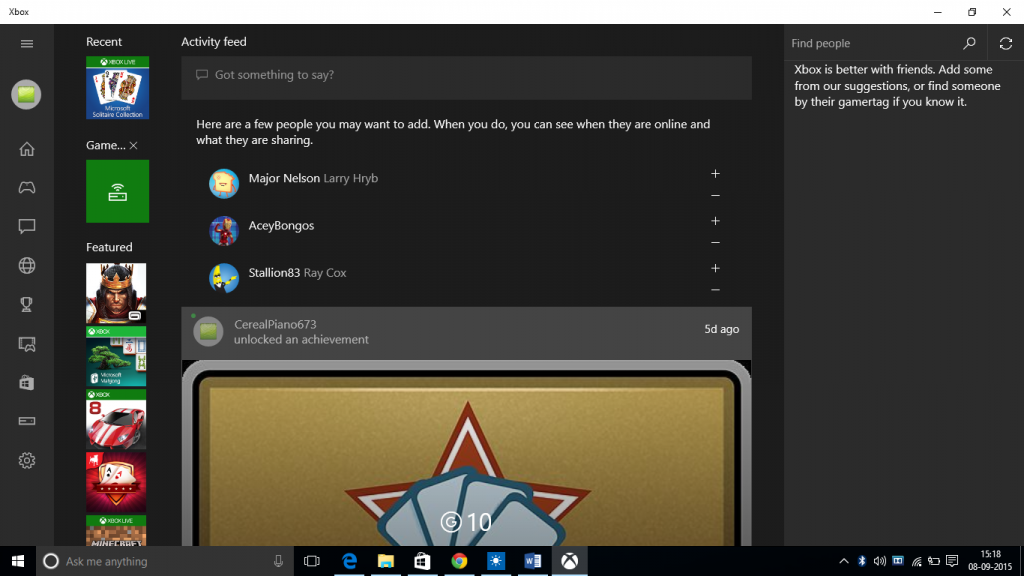 Xbox
Recent
XBOX LIVE
Microsoft
Solitaire Collection
Game...
Featured
XBOX
Microsoft
Mahjong
XBOX
8
XBOX LIVE
MINECRAFT
Activity feed
Got something to say?
Here are a few people you may want to add. When you do, you can see when they are online and
what they are sharing.
Major Nelson Larry Hryb
AceyBongos
Stallion83 Ray Cox
CerealPiano673
unlocked an achievement
5d ago
G 10
Find people
Xbox is better with friends. Add some
from our suggestions, or find someone
by their gamertag if you know it.
Ask me anything
15:18
08-09-2015